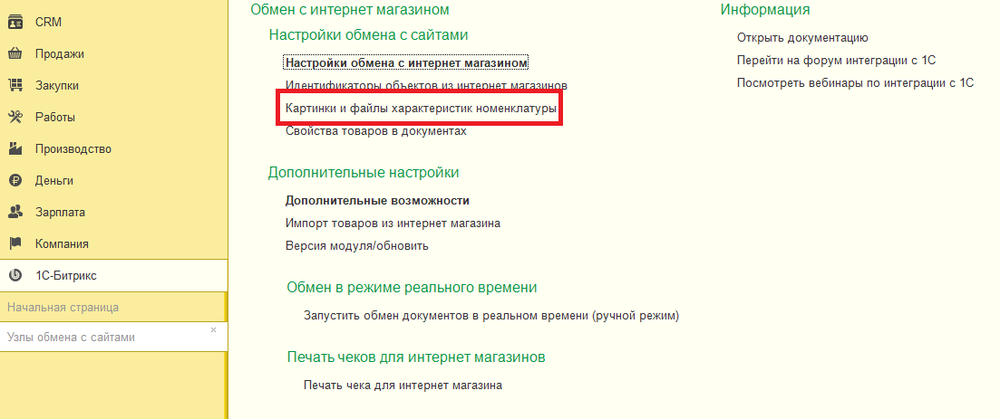 CRM
Продажи
Закупки
Работы
Производство
Деньги
Зарплата
Компания
1С-Битрикс
Начальная страница
Узлы обмена с сайтами
Обмен с интернет магазином
Настройки обмена с сайтами
Настройки обмена с интернет магазином
Идентификаторы объектов из интернет магазинов
Картинки и файлы характеристик номенклатуры
Свойства товаров в документах
Дополнительные настройки
Дополнительные возможности
Импорт товаров из интернет магазина
Версия модуля/обновить
Обмен в режиме реального времени
Запустить обмен документов в реальном времени (ручной режим)
Печать чеков для интернет магазинов
Печать чека для интернет магазина
Информация
Открыть документацию
Перейти на форум интеграции с 1С
Посмотреть вебинары по интеграции с 1С